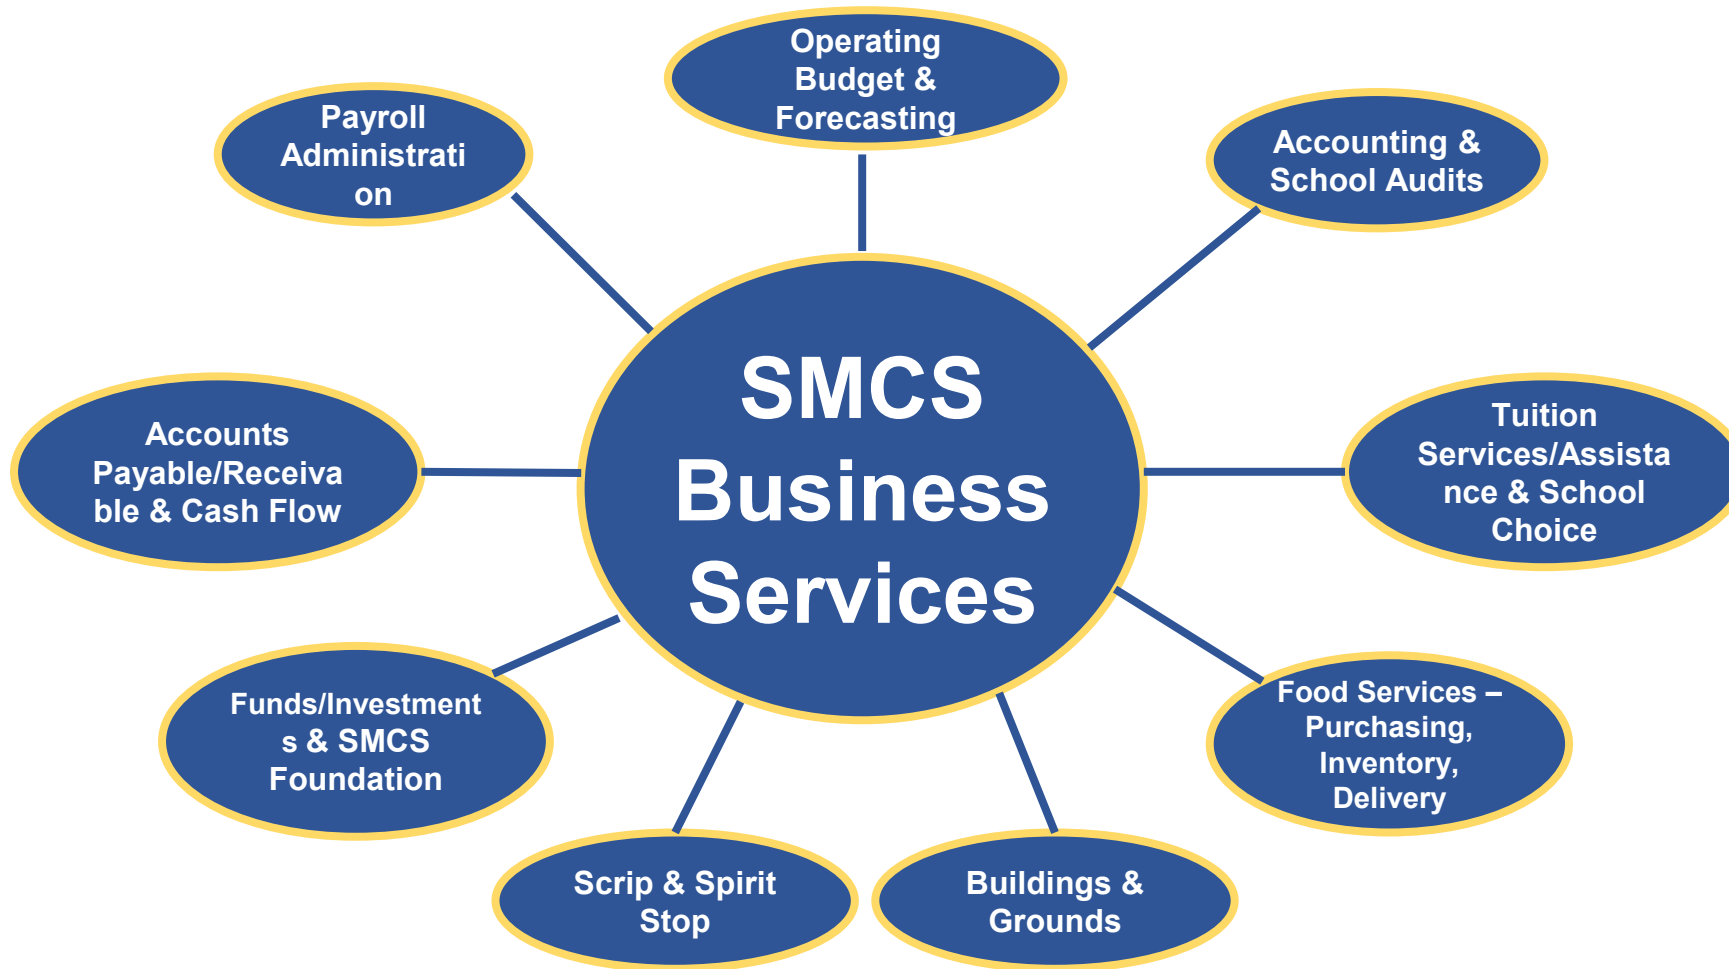 Operating
Budget &
Forecasting
Payroll
Administrati
on
Accounting &
School Audits
SMCS
Business
Services
Accounts
Payable/Receiva
ble & Cash Flow
Tuition
Services/Assista
nce & School
Choice
Funds/Investment
s & SMCS
Foundation
Food Services –
Purchasing,
Inventory,
Delivery
Scrip & Spirit
Stop
Buildings &
Grounds